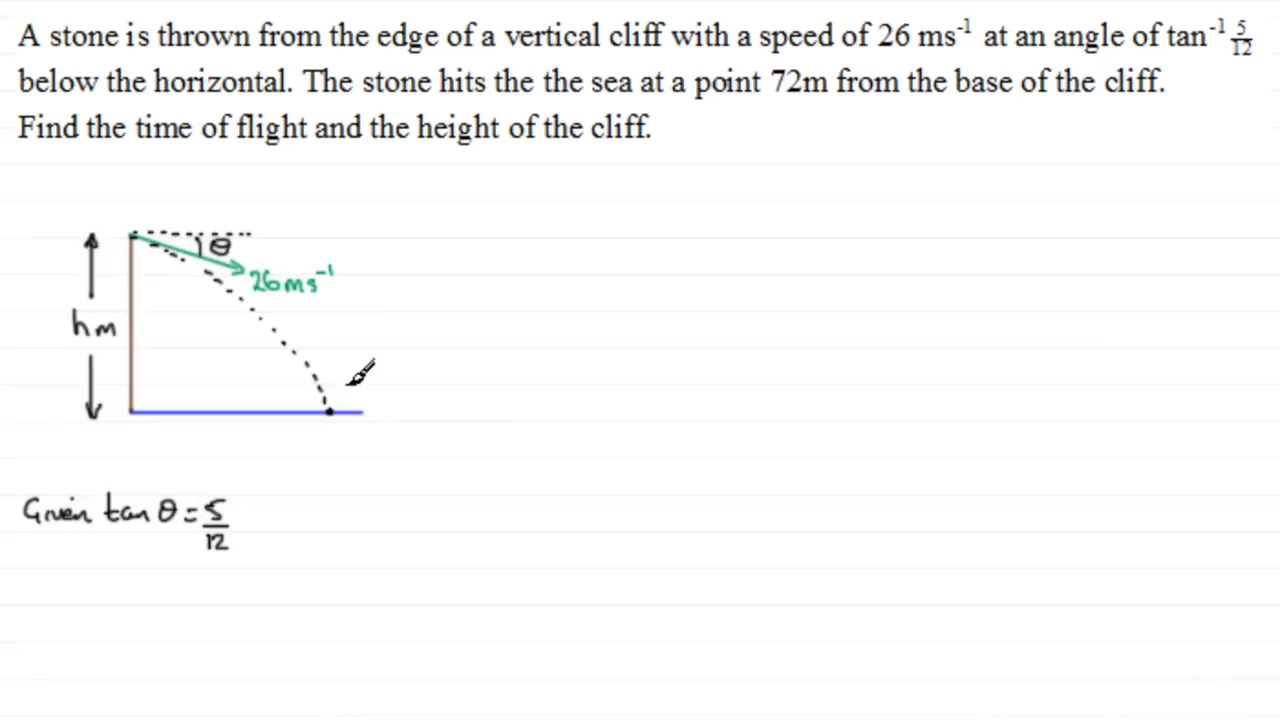 A stone is thrown from the edge of a vertical cliff with a speed of 26 ms⁻¹ at an angle of tan⁻¹ 5/12
below the horizontal. The stone hits the the sea at a point 72m from the base of the cliff.
Find the time of flight and the height of the cliff.
θ
26 ms⁻¹
h m
Given tan θ = 5/12